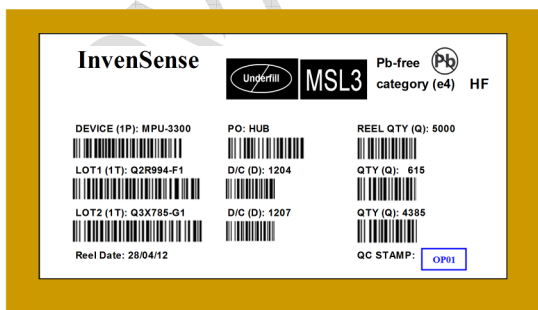 InvenSense
Underfill
MSL3
Pb-free Pb
category (e4) HF
DEVICE (1P): MPU-3300 PO: HUB REEL QTY (Q): 5000
LOT1 (1T): Q2R994-F1 D/C (D): 1204 QTY (Q): 615
LOT2 (1T): Q3X785-G1 D/C (D): 1207 QTY (Q): 4385
Reel Date: 28/04/12 QC STAMP: OP01